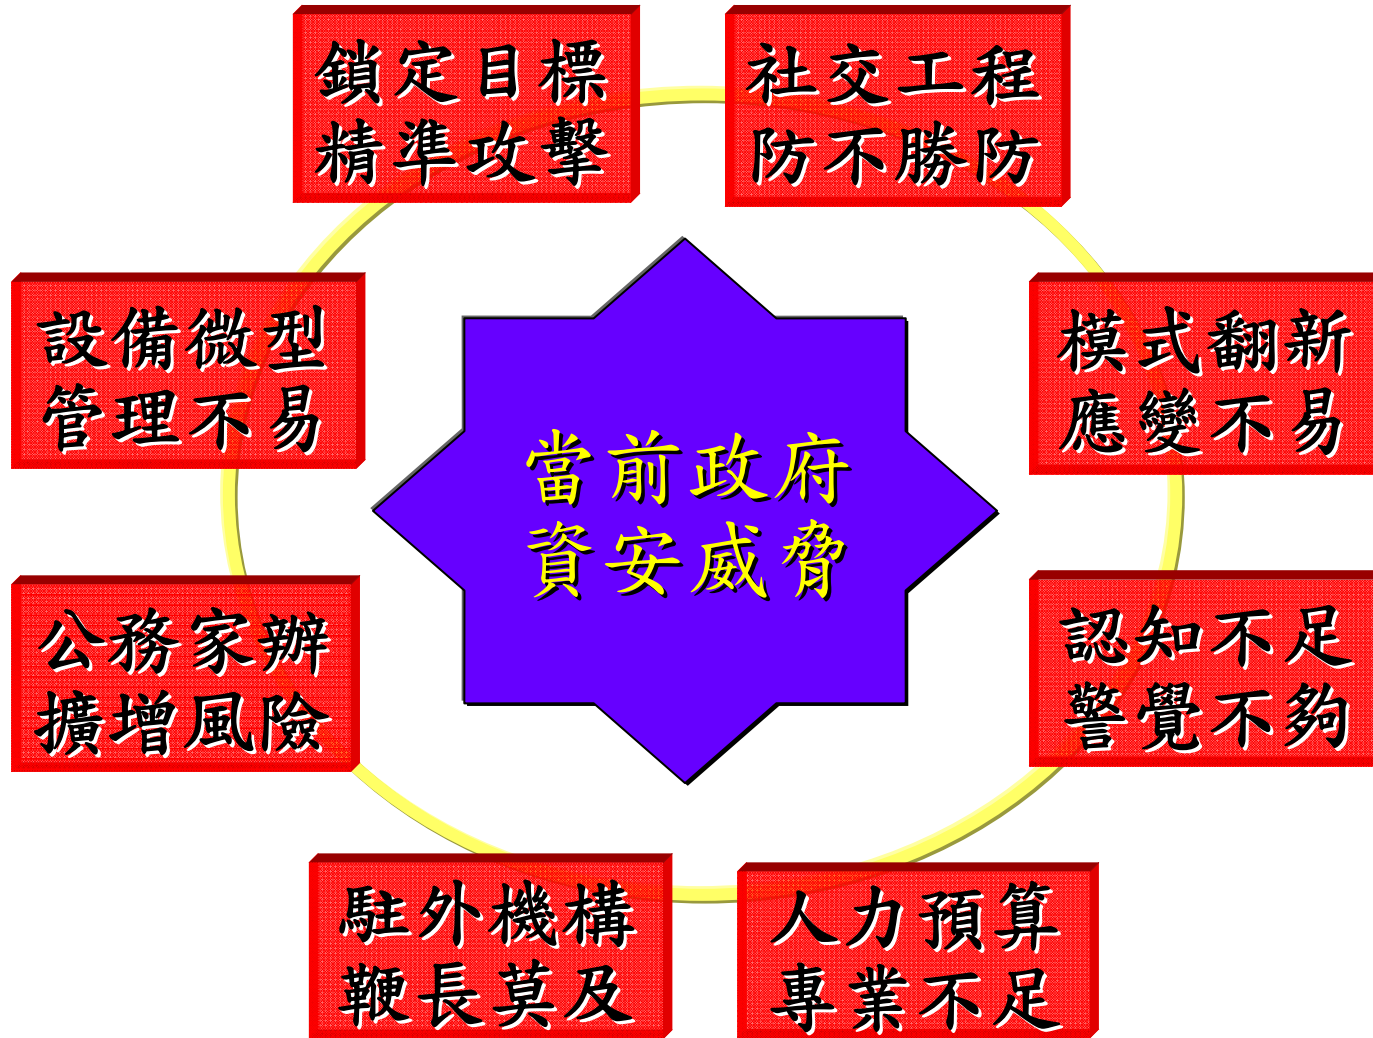 鎖定目標
精準攻擊
社交工程
防不勝防
設備微型
管理不易
模式翻新
應變不易
當前政府
資安威脅
公務家辦
擴增風險
認知不足
警覺不夠
駐外機構
鞭長莫及
人力預算
專業不足